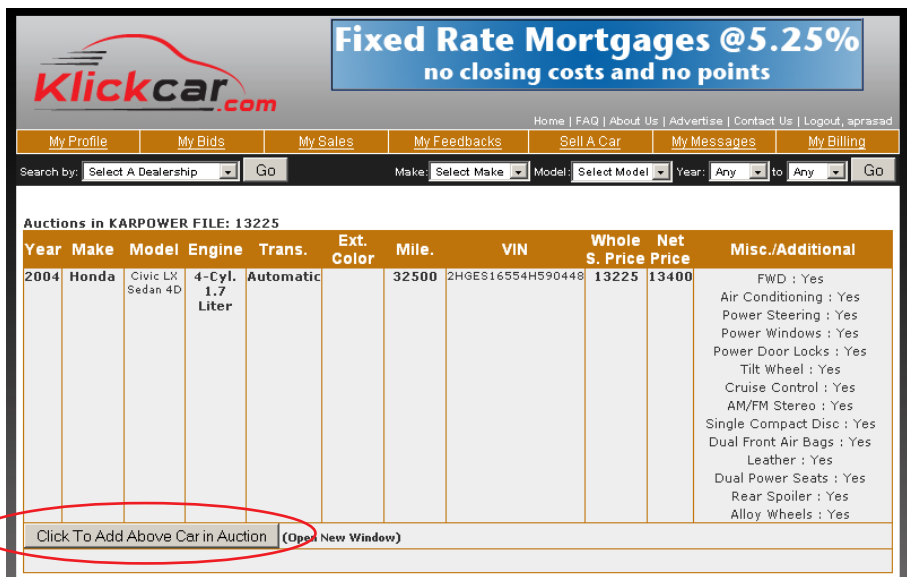 Fixed Rate Mortgages @5.25%
no closing costs and no points
Klickcar.com
Home | FAQ | About Us | Advertise | Contact Us | Logout, aprasad
My Profile My Bids My Sales My Feedbacks Sell A Car My Messages My Billing
Search by: Select A Dealership Go Make: Select Make Model: Select Model Year: Any to Any Go
Auctions in KARPOWER FILE: 13225
Year Make Model Engine Trans. Ext. Color Mile. VIN Whole S. Price Net Price Misc./Additional
2004 Honda Civic LX Sedan 4D 4-Cyl. 1.7 Liter Automatic 32500 2HGES16554H590448 13225 13400 FWD : Yes
Air Conditioning : Yes
Power Steering : Yes
Power Windows : Yes
Power Door Locks : Yes
Tilt Wheel : Yes
Cruise Control : Yes
AM/FM Stereo : Yes
Single Compact Disc : Yes
Dual Front Air Bags : Yes
Leather : Yes
Dual Power Seats : Yes
Rear Spoiler : Yes
Alloy Wheels : Yes
Click To Add Above Car in Auction (Open New Window)